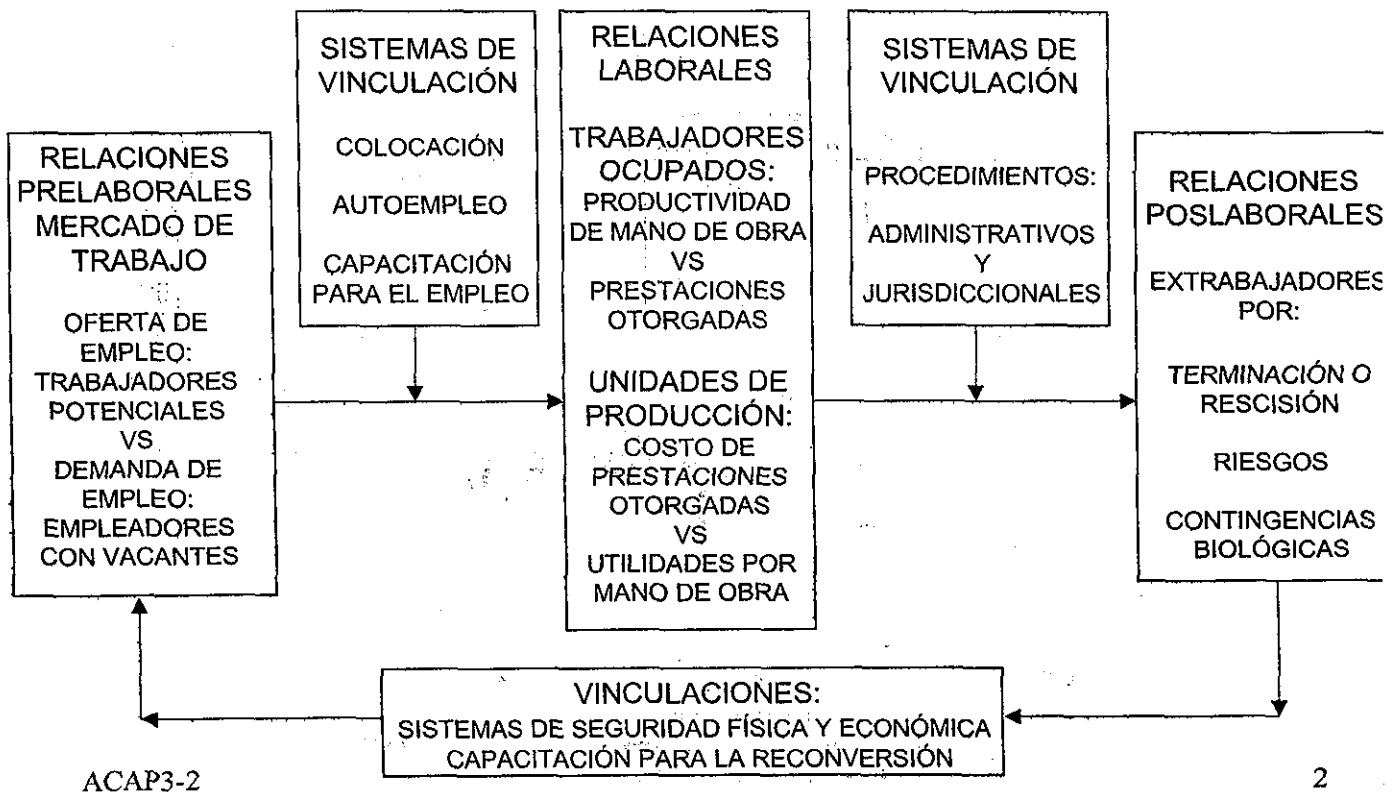 RELACIONES
PRELABORALES
MERCADO DE
TRABAJO
OFERTA DE
EMPLEO:
TRABAJADORES
POTENCIALES
VS
DEMANDA DE
EMPLEO:
EMPLEADORES
CON VACANTES
SISTEMAS DE
VINCULACIÓN
COLOCACIÓN
AUTOEMPLEO
CAPACITACIÓN
PARA EL EMPLEO
RELACIONES
LABORALES
TRABAJADORES
OCUPADOS:
PRODUCTIVIDAD
DE MANO DE OBRA
VS
PRESTACIONES
OTORGADAS
UNIDADES DE
PRODUCCIÓN:
COSTO DE
PRESTACIONES
OTORGADAS
VS
UTILIDADES POR
MANO DE OBRA
SISTEMAS DE
VINCULACIÓN
PROCEDIMIENTOS:
ADMINISTRATIVOS
Y
JURISDICCIONALES
RELACIONES
POSLABORALES
EXTRABAJADORES
POR:
TERMINACIÓN O
RESCISIÓN
RIESGOS
CONTINGENCIAS
BIOLÓGICAS
VINCULACIONES:
SISTEMAS DE SEGURIDAD FÍSICA Y ECONÓMICA
CAPACITACIÓN PARA LA RECONVERSIÓN
ACAP3-2
2